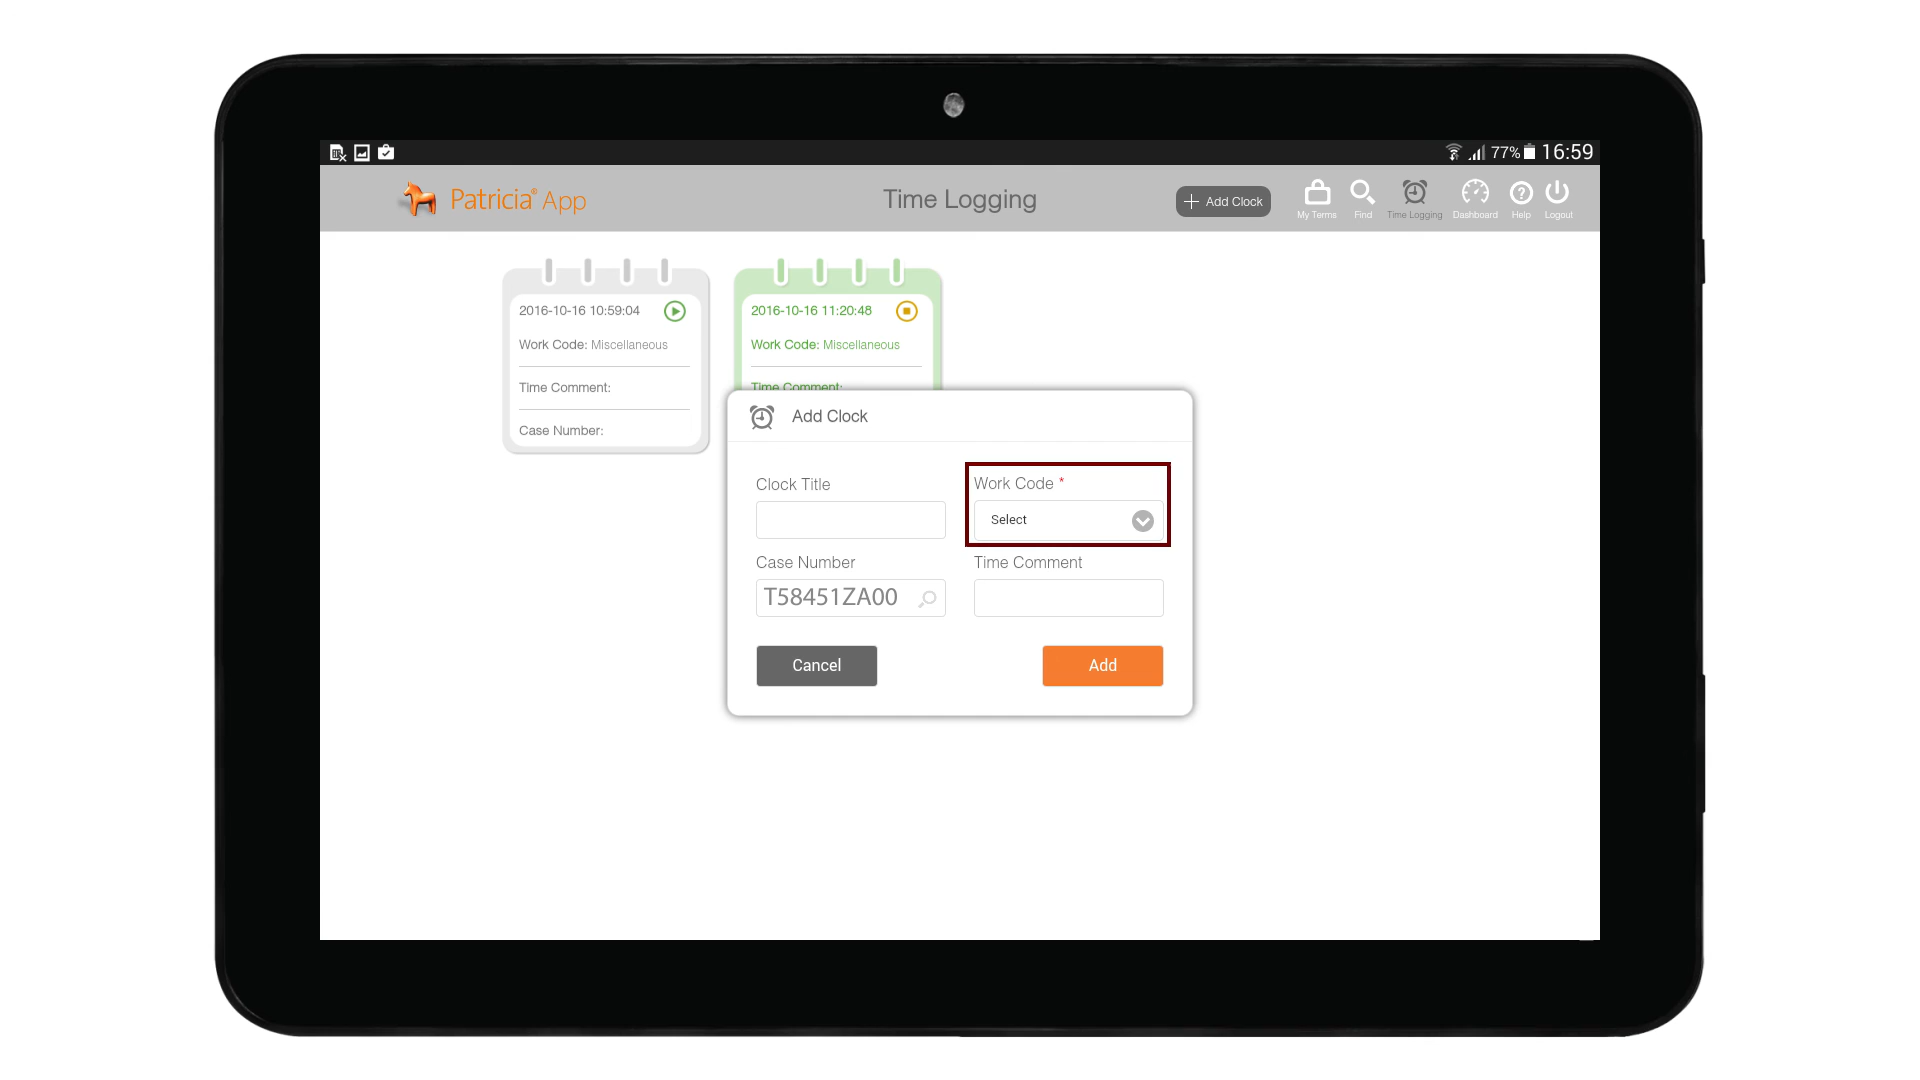 77% 16:59
Patricia® App
Time Logging
Add Clock
My Terms
Find
Time Logging
Dashboard
Help
Logout
2016-10-16 10:59:04
Work Code: Miscellaneous
Time Comment:
Case Number:
2016-10-16 11:20:48
Work Code: Miscellaneous
Time Comment:
Add Clock
Clock Title
Work Code *
Select
Case Number
Time Comment
T58451ZA00
Cancel
Add